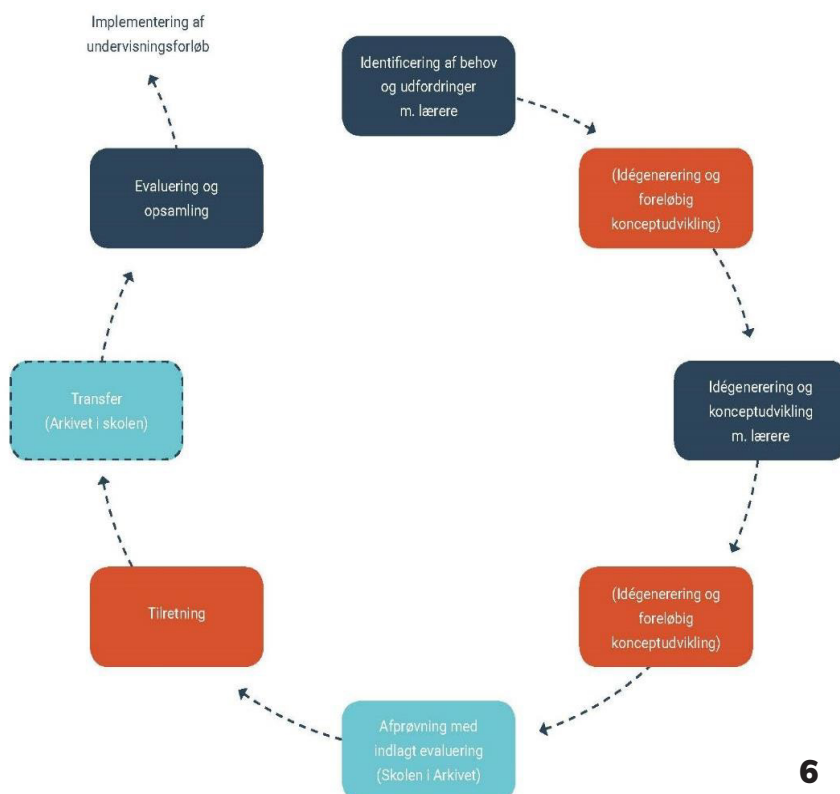 Implementering af
undervisningsforløb
Identificering af behov
og udfordringer
m. lærere
(Idégenerering og
foreløbig
konceptudvikling)
Idégenerering og
konceptudvikling
m. lærere
(Idégenerering og
foreløbig
konceptudvikling)
Afprøvning med
indlagt evaluering
(Skolen i Arkivet)
Tilretning
Transfer
(Arkivet i skolen)
Evaluering og
opsamling
6